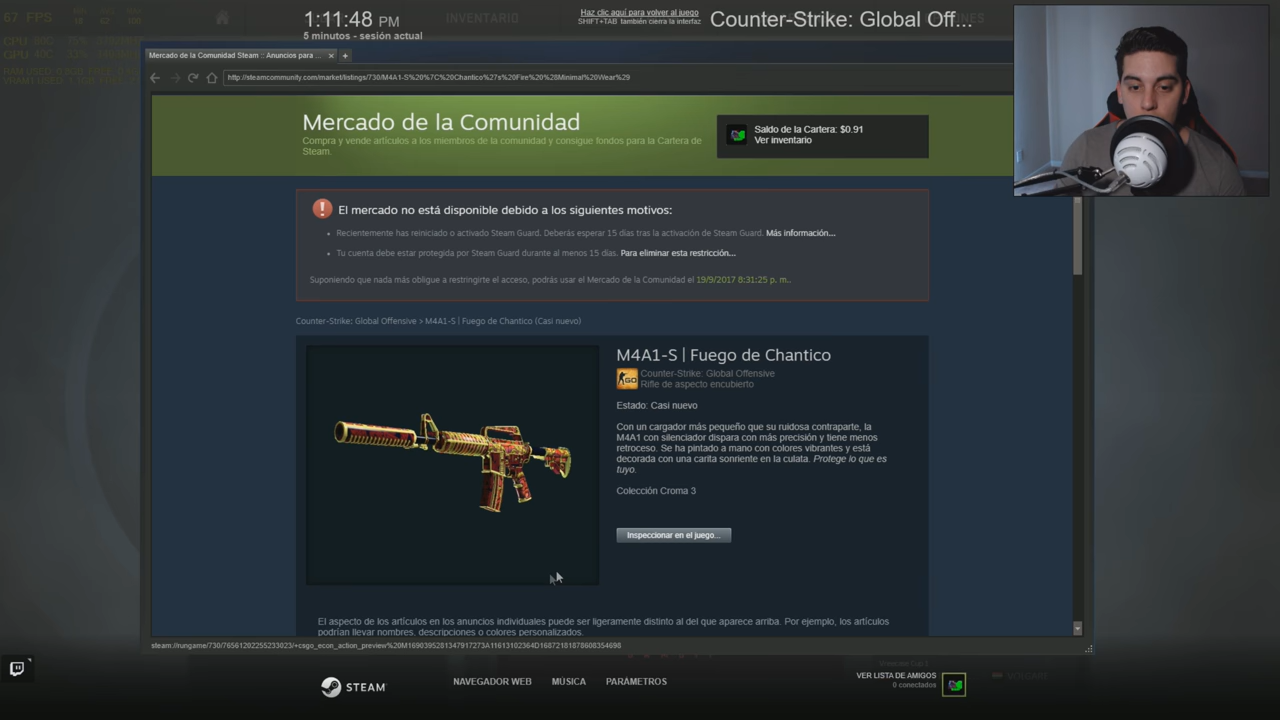 67 FPS
1:11:48 PM
5 minutos - sesión actual
INVENTARIO
Haz clic aquí para volver al juego
SHIFT+TAB también cierra la interfaz
Counter-Strike: Global Off...
Mercado de la Comunidad Steam :: Anuncios para ...
http://steamcommunity.com/market/listings/730/M4A1-S%20%7C%20Chantico%27s%20Fire%20%28Minimal%20Wear%29
Mercado de la Comunidad
Compra y vende artículos a los miembros de la comunidad y consigue fondos para la Cartera de
Steam.
Saldo de la Cartera: $0.91
Ver inventario
El mercado no está disponible debido a los siguientes motivos:
Recientemente has reiniciado o activado Steam Guard. Deberás esperar 15 días tras la activación de Steam Guard. Más información...
Tu cuenta debe estar protegida por Steam Guard durante al menos 15 días. Para eliminar esta restricción...
Suponiendo que nada más obligue a restringirte el acceso, podrás usar el Mercado de la Comunidad el 19/9/2017 8:31:25 p. m..
Counter-Strike: Global Offensive > M4A1-S | Fuego de Chantico (Casi nuevo)
M4A1-S | Fuego de Chantico
Counter-Strike: Global Offensive
Rifle de aspecto encubierto
Estado: Casi nuevo
Con un cargador más pequeño que su ruidosa contraparte, la
M4A1 con silenciador dispara con más precisión y tiene menos
retroceso. Se ha pintado a mano con colores vibrantes y está
decorada con una carita sonriente en la culata. Protege lo que es
tuyo.
Colección Croma 3
Inspeccionar en el juego...
El aspecto de los artículos en los anuncios individuales puede ser ligeramente distinto al del que aparece arriba. Por ejemplo, los artículos
podrían llevar nombres, descripciones o colores personalizados.
STEAM
NAVEGADOR WEB
MÚSICA
PARÁMETROS
VER LISTA DE AMIGOS
0 conectados